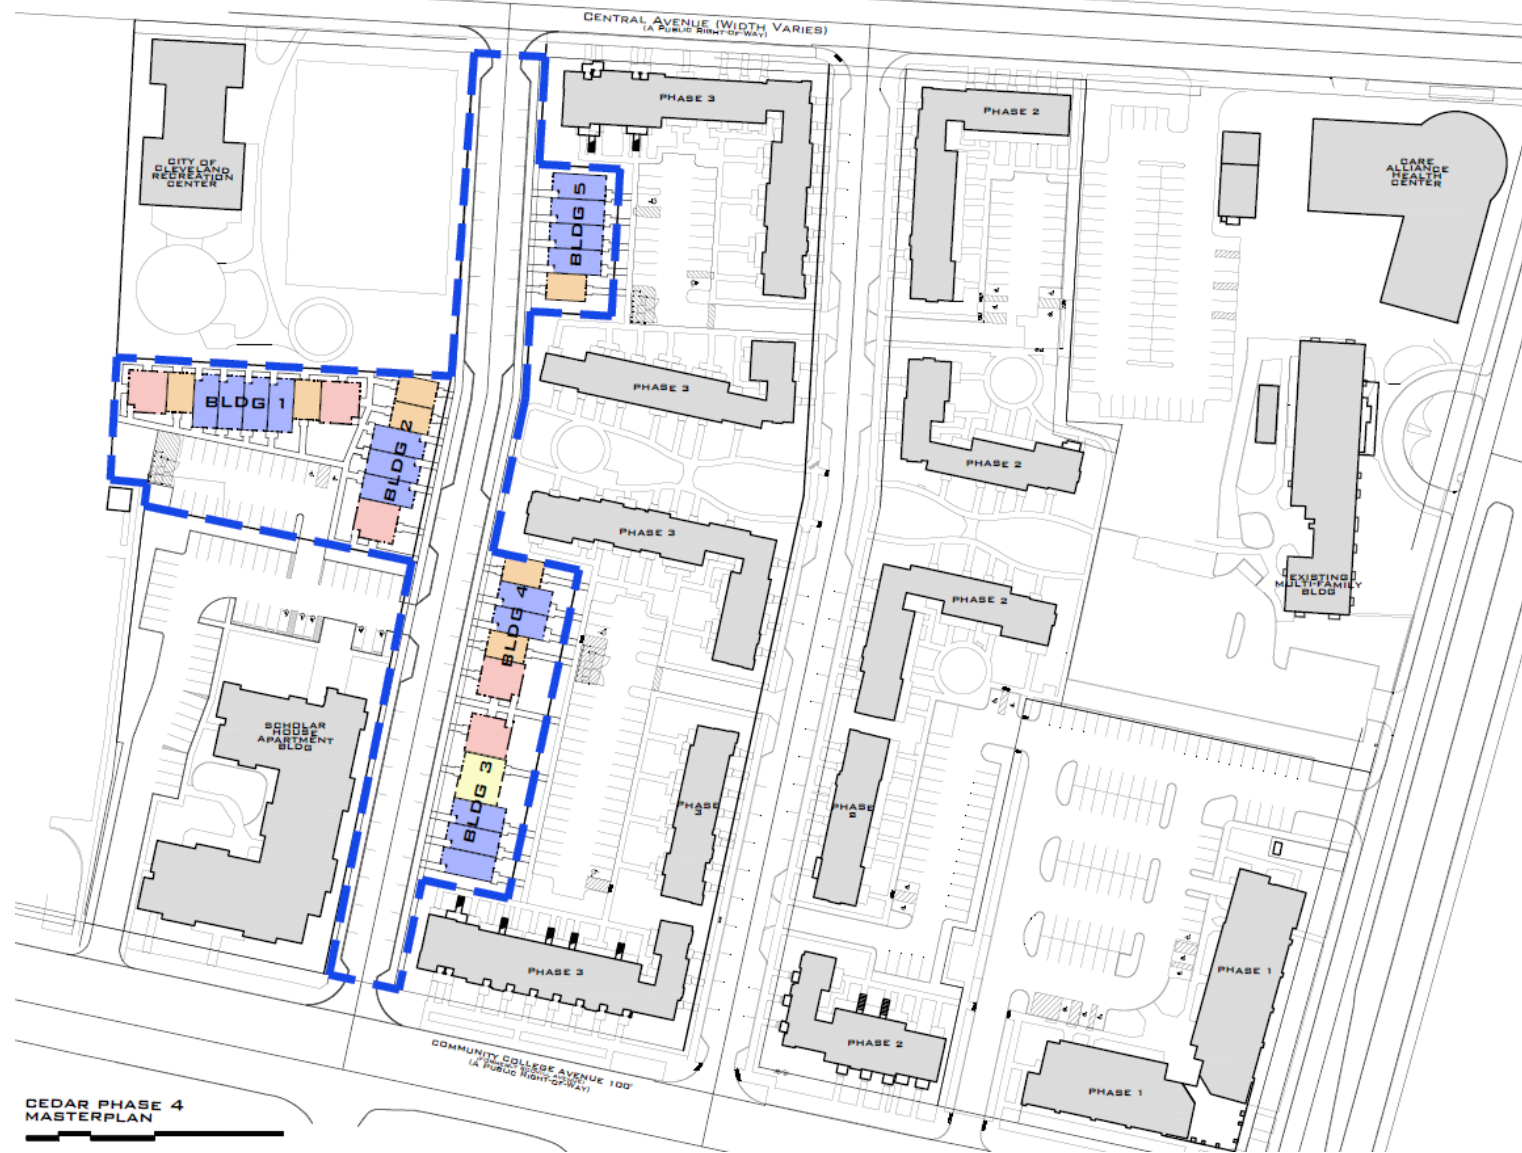 CENTRAL AVENUE (WIDTH VARIES)
(A PUBLIC RIGHT-OF-WAY)
PHASE 3
PHASE 2
CITY OF
CLEVELAND
RECREATION
CENTER
CARE
ALLIANCE
HEALTH
CENTER
BLDG 5
PHASE 3
BLDG 1
BLDG 2
PHASE 2
PHASE 3
EXISTING
MULTI-FAMILY
BLDG
PHASE 2
BLDG 4
SCHOLAR
HOUSE
APARTMENT
BLDG
BLDG 3
PHASE
3
PHASE
PHASE 3
PHASE 1
PHASE 2
COMMUNITY COLLEGE AVENUE 100'
(A PUBLIC RIGHT-OF-WAY)
PHASE 1
CEDAR PHASE 4
MASTERPLAN